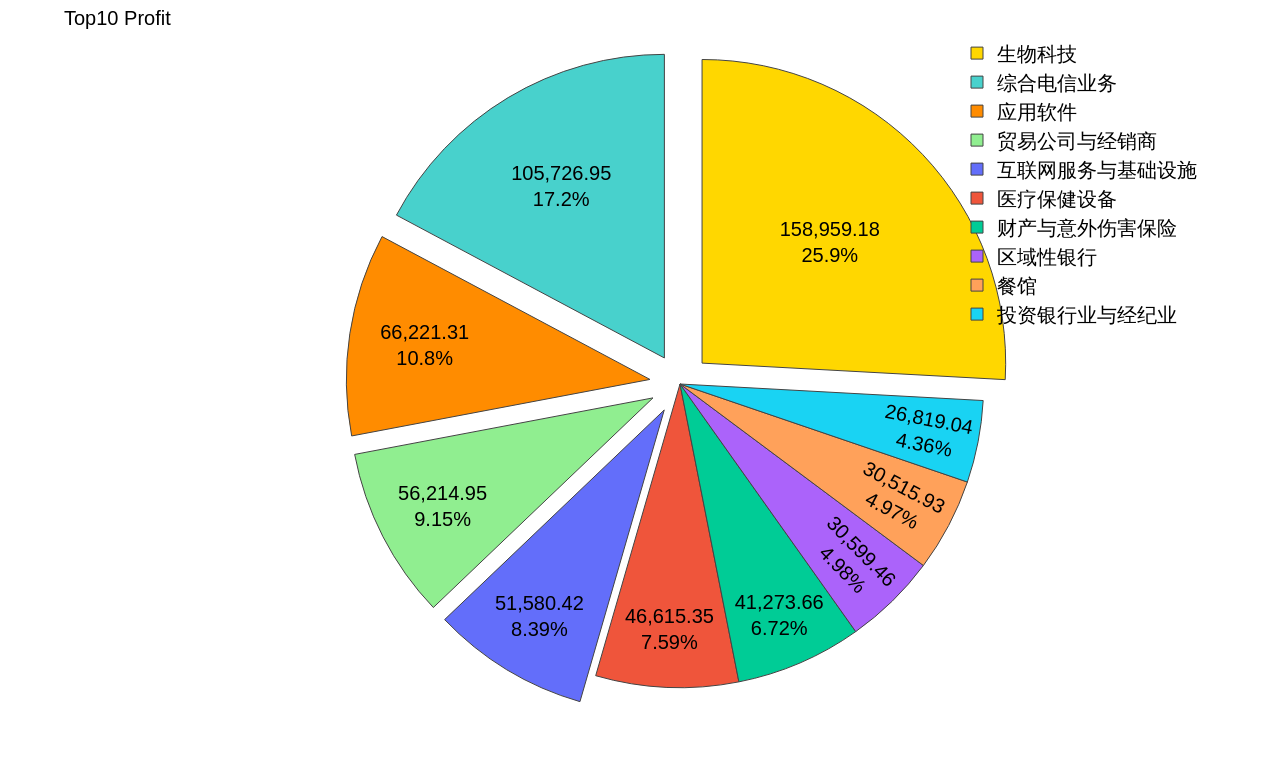 Top10 Profit
生物科技
综合电信业务
应用软件
贸易公司与经销商
互联网服务与基础设施
医疗保健设备
财产与意外伤害保险
区域性银行
餐馆
投资银行业与经纪业
105,726.95
17.2%
158,959.18
25.9%
66,221.31
10.8%
56,214.95
9.15%
51,580.42
8.39%
46,615.35
7.59%
41,273.66
6.72%
30,599.46
4.98%
30,515.93
4.97%
26,819.04
4.36%